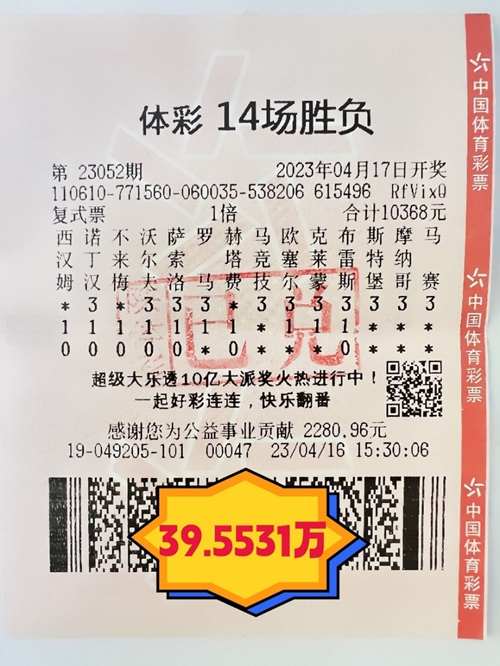 体彩 14场胜负
第 23052期 2023年04月17日开奖
110610-771560-060035-538206 615496 RfVixQ
复式票 1倍 合计10368元
西 诺 不 沃 萨 罗 赫 马 欧 克 布 斯 摩 马
汉 丁 来 尔 索 塔 竞 塞 莱 雷 特 纳
姆 汉 梅 夫 洛 马 费 技 尔 蒙 斯 堡 哥 赛
* 3 * 3 3 3 3 3 3 3 3 3
1 1 1 1 1 1 1 * 1 1 1 * * *
0 0 0 0 0 * 0 * * * 0 * * *
已兑
超级大乐透10亿大派奖火热进行中!
一起好彩连连,快乐翻番
感谢您为公益事业贡献 2280.96元
19-049205-101 00047 23/04/16 15:30:06
39.5531万
中国体育彩票
中国体育彩票
中国体育彩票